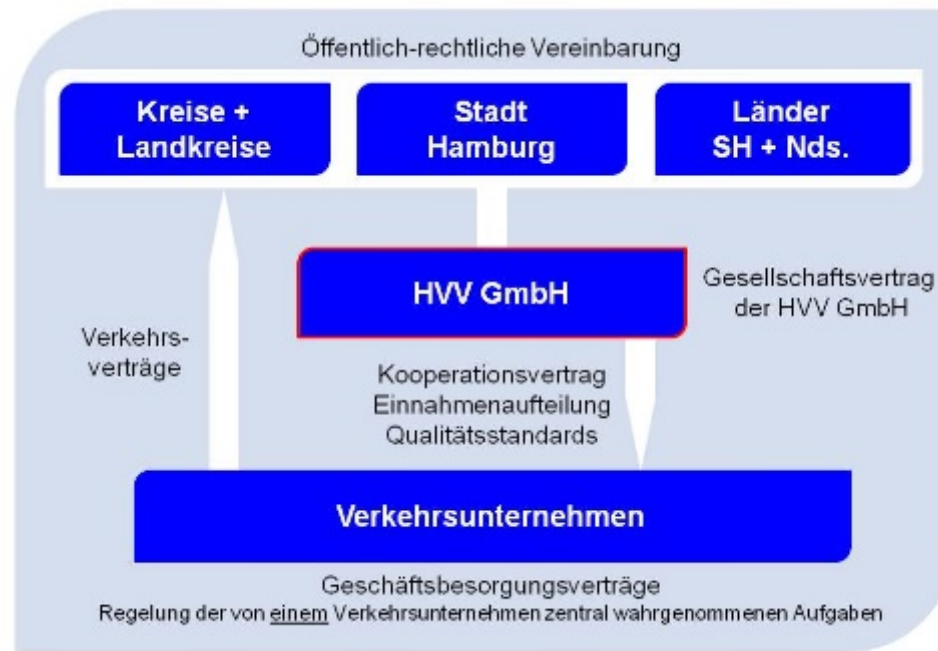 Öffentlich-rechtliche Vereinbarung
Kreise +
Landkreise
Stadt
Hamburg
Länder
SH + Nds.
HVV GmbH
Gesellschaftsvertrag
der HVV GmbH
Verkehrs-
verträge
Kooperationsvertrag
Einnahmenaufteilung
Qualitätsstandards
Verkehrsunternehmen
Geschäftsbesorgungsverträge
Regelung der von einem Verkehrsunternehmen zentral wahrgenommenen Aufgaben